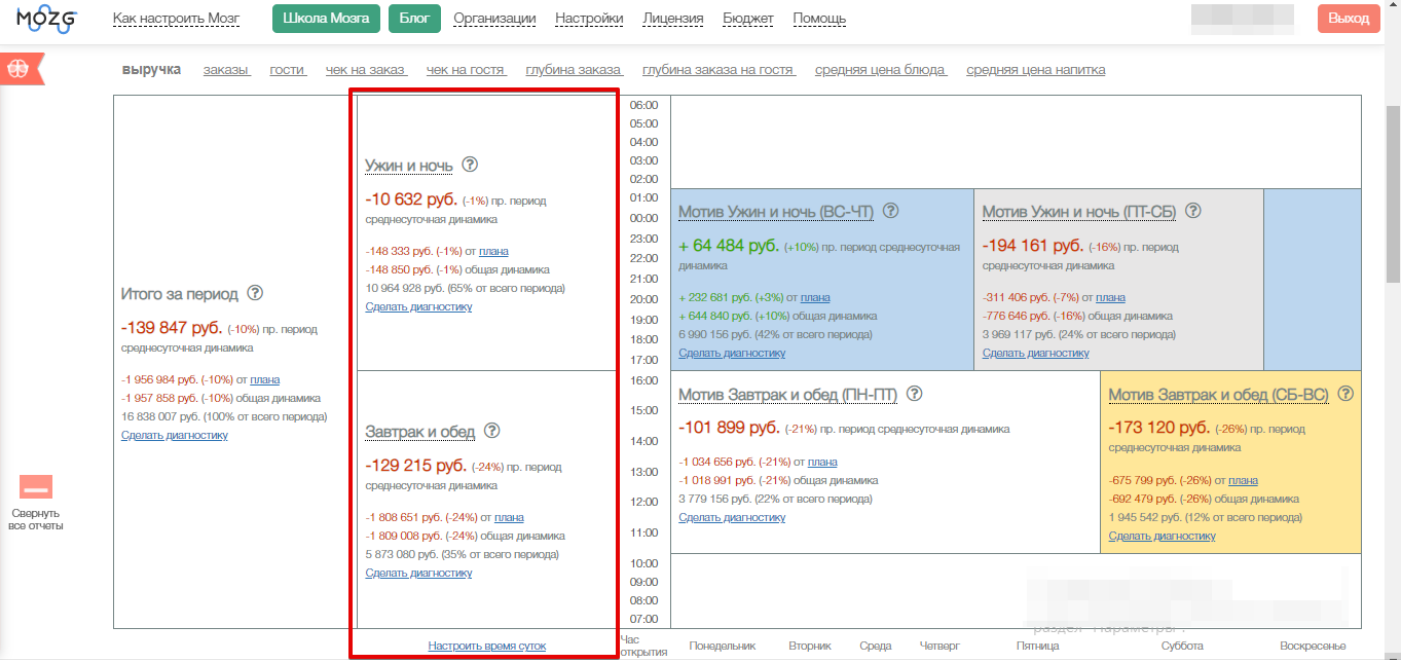 MOZG Как настроить Мозг Школа Мозга Блог Организации Настройки Лицензия Бюджет Помощь Выход
выручка заказы гости чек на заказ чек на гостя глубина заказа глубина заказа на гостя средняя цена блюда средняя цена напитка
Итого за период ?
-139 847 руб. (-10%) пр. период
среднесуточная динамика
-1 956 984 руб. (-10%) от плана
-1 957 858 руб. (-10%) общая динамика
16 838 007 руб. (100% от всего периода)
Сделать диагностику
Свернуть
все отчеты
Ужин и ночь ?
-10 632 руб. (-1%) пр. период
среднесуточная динамика
-148 333 руб. (-1%) от плана
-148 850 руб. (-1%) общая динамика
10 964 928 руб. (65% от всего периода)
Сделать диагностику
Завтрак и обед ?
-129 215 руб. (-24%) пр. период
среднесуточная динамика
-1 808 651 руб. (-24%) от плана
-1 809 008 руб. (-24%) общая динамика
5 873 080 руб. (35% от всего периода)
Сделать диагностику
Настроить время суток
06:00
05:00
04:00
03:00
02:00
01:00
00:00
23:00
22:00
21:00
20:00
19:00
18:00
17:00
16:00
15:00
14:00
13:00
12:00
11:00
10:00
09:00
08:00
07:00
Час
открытия
Мотив Ужин и ночь (ВС-ЧТ) ?
+ 64 484 руб. (+10%) пр. период среднесуточная
динамика
+ 232 681 руб. (+3%) от плана
+ 644 840 руб. (+10%) общая динамика
6 990 156 руб. (42% от всего периода)
Сделать диагностику
Мотив Ужин и ночь (ПТ-СБ) ?
-194 161 руб. (-16%) пр. период
среднесуточная динамика
-311 406 руб. (-7%) от плана
-776 646 руб. (-16%) общая динамика
3 969 117 руб. (24% от всего периода)
Сделать диагностику
Мотив Завтрак и обед (ПН-ПТ) ?
-101 899 руб. (-21%) пр. период среднесуточная динамика
-1 034 656 руб. (-21%) от плана
-1 018 991 руб. (-21%) общая динамика
3 779 156 руб. (22% от всего периода)
Сделать диагностику
Мотив Завтрак и обед (СБ-ВС) ?
-173 120 руб. (-26%) пр. период
среднесуточная динамика
-675 799 руб. (-26%) от плана
-692 479 руб. (-26%) общая динамика
1 945 542 руб. (12% от всего периода)
Сделать диагностику
Понедельник Вторник Среда Четверг Пятница Суббота Воскресенье